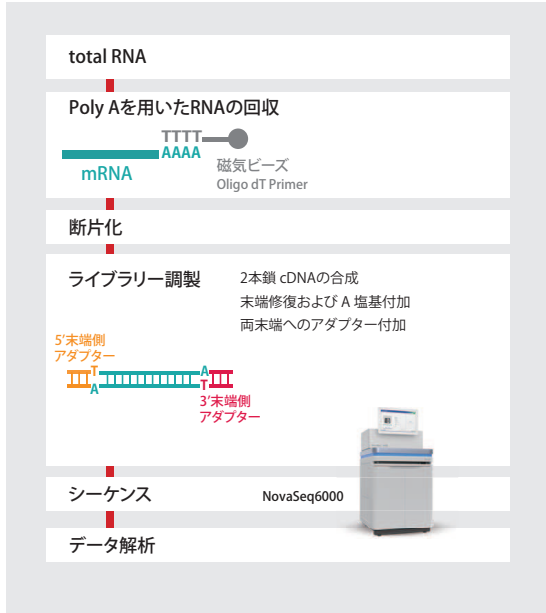 total RNA
Poly Aを用いたRNAの回収
TTTT
AAAA
mRNA
磁気ビーズ
Oligo dT Primer
断片化
ライブラリー調製
2本鎖 cDNAの合成
末端修復および A 塩基付加
両末端へのアダプター付加
5’末端側
アダプター
T
A
A
T
3’末端側
アダプター
シーケンス
NovaSeq6000
データ解析